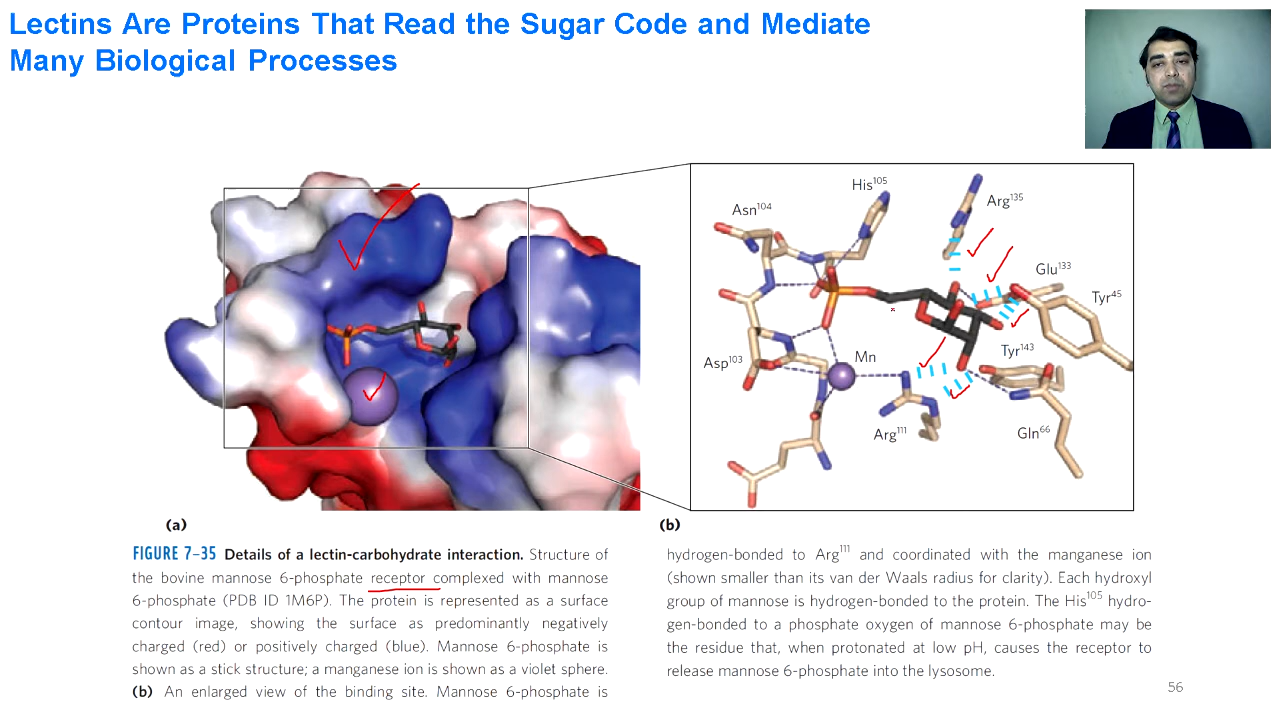 Lectins Are Proteins That Read the Sugar Code and Mediate
Many Biological Processes
His105
Asn104
Arg135
Glu133
Tyr45
Asp103
Mn
Tyr143
Arg111
Gln66
(a)
(b)
FIGURE 7–35 Details of a lectin-carbohydrate interaction. Structure of
the bovine mannose 6-phosphate receptor complexed with mannose
6-phosphate (PDB ID 1M6P). The protein is represented as a surface
contour image, showing the surface as predominantly negatively
charged (red) or positively charged (blue). Mannose 6-phosphate is
shown as a stick structure; a manganese ion is shown as a violet sphere.
(b) An enlarged view of the binding site. Mannose 6-phosphate is
hydrogen-bonded to Arg111 and coordinated with the manganese ion
(shown smaller than its van der Waals radius for clarity). Each hydroxyl
group of mannose is hydrogen-bonded to the protein. The His105 hydro-
gen-bonded to a phosphate oxygen of mannose 6-phosphate may be
the residue that, when protonated at low pH, causes the receptor to
release mannose 6-phosphate into the lysosome.
56